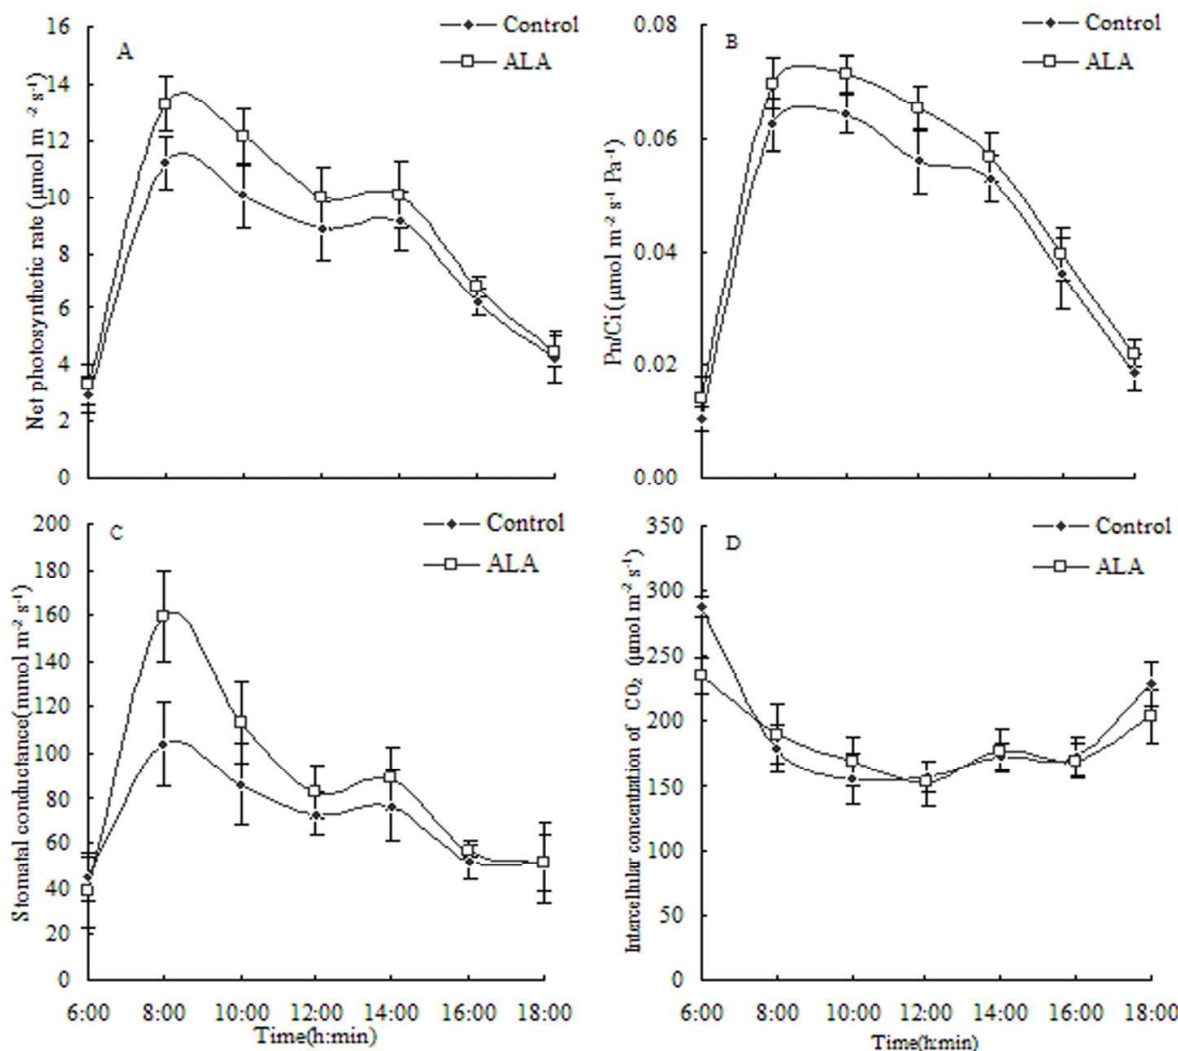 A
Control
ALA
16
14
12
10
8
6
4
2
0
Net photosynthetic rate (μmol m⁻² s⁻¹)
B
Control
ALA
0.08
0.06
0.04
0.02
0.00
Pn/Ci (μmol m⁻² s⁻¹ Pa⁻¹)
C
Control
ALA
200
180
160
140
120
100
80
60
40
20
0
Stomatal conductance(mmol m⁻² s⁻¹)
6:00 8:00 10:00 12:00 14:00 16:00 18:00
Time(h:min)
D
Control
ALA
350
300
250
200
150
100
50
0
Intercellular concentration of CO₂ (μmol m⁻² s⁻¹)
6:00 8:00 10:00 12:00 14:00 16:00 18:00
Time(h:min)